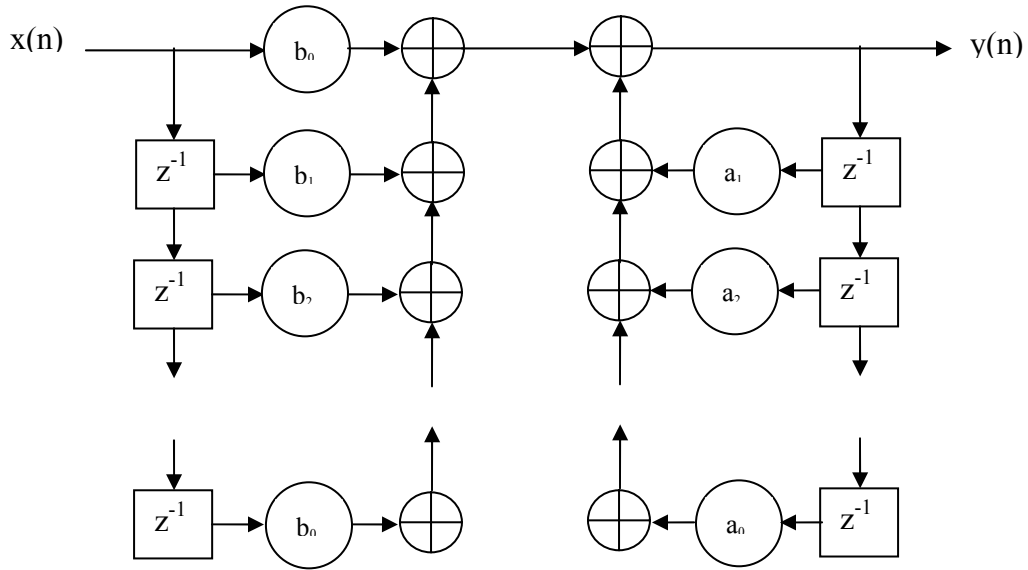 x(n) b₀ y(n)
z⁻¹ b₁ a₁ z⁻¹
z⁻¹ b₂ a₂ z⁻¹
z⁻¹ b₀ a₀ z⁻¹